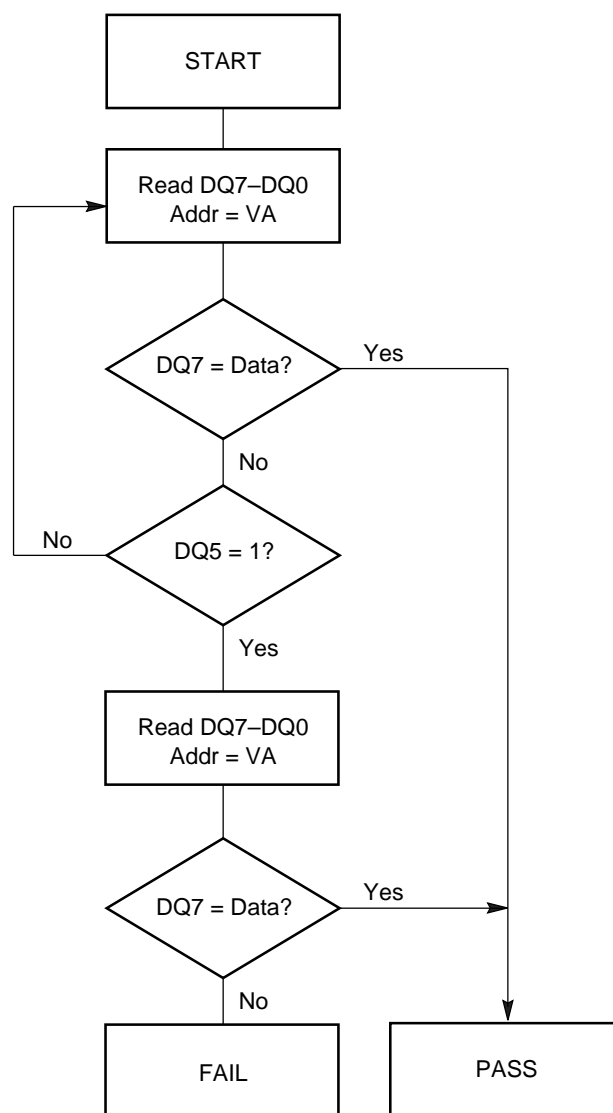 START
Read DQ7–DQ0
Addr = VA
DQ7 = Data?
Yes
No
No
DQ5 = 1?
Yes
Read DQ7–DQ0
Addr = VA
DQ7 = Data?
Yes
No
FAIL
PASS